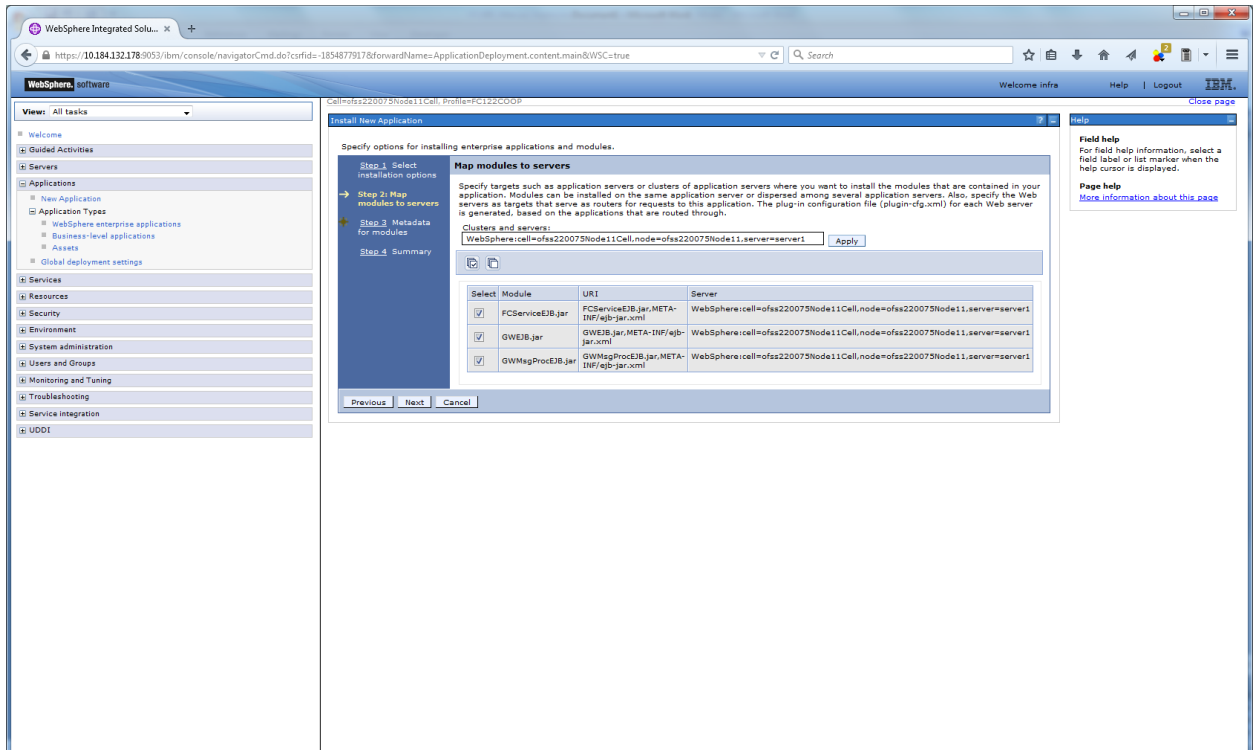 WebSphere Integrated Solu... × +
https://10.184.132.178:9053/ibm/console/navigatorCmd.do?csrfid=-1854877917&forwardName=ApplicationDeployment.content.main&WSC=true
Search
2
WebSphere. software
Welcome infra
Help | Logout
IBM.
View: All tasks
Welcome
Guided Activities
Servers
Applications
New Application
Application Types
WebSphere enterprise applications
Business-level applications
Assets
Global deployment settings
Services
Resources
Security
Environment
System administration
Users and Groups
Monitoring and Tuning
Troubleshooting
Service integration
UDDI
Cell=ofss220075Node11Cell, Profile=FC122COOP
Close page
Install New Application
Specify options for installing enterprise applications and modules.
Step 1 Select
installation options
Step 2: Map
modules to servers
Step 3 Metadata
for modules
Step 4 Summary
Map modules to servers
Specify targets such as application servers or clusters of application servers where you want to install the modules that are contained in your
application. Modules can be installed on the same application server or dispersed among several application servers. Also, specify the Web
servers as targets that serve as routers for requests to this application. The plug-in configuration file (plugin-cfg.xml) for each Web server
is generated, based on the applications that are routed through.
Clusters and servers:
WebSphere:cell=ofss220075Node11Cell,node=ofss220075Node11,server=server1
Apply
Select Module URI Server
FCServiceEJB.jar FCServiceEJB.jar,META-INF/ejb-jar.xml WebSphere:cell=ofss220075Node11Cell,node=ofss220075Node11,server=server1
GWEJB.jar GWEJB.jar,META-INF/ejb-jar.xml WebSphere:cell=ofss220075Node11Cell,node=ofss220075Node11,server=server1
GWMsgProcEJB.jar GWMsgProcEJB.jar,META-INF/ejb-jar.xml WebSphere:cell=ofss220075Node11Cell,node=ofss220075Node11,server=server1
Previous Next Cancel
Help
Field help
For field help information, select a
field label or list marker when the
help cursor is displayed.
Page help
More information about this page